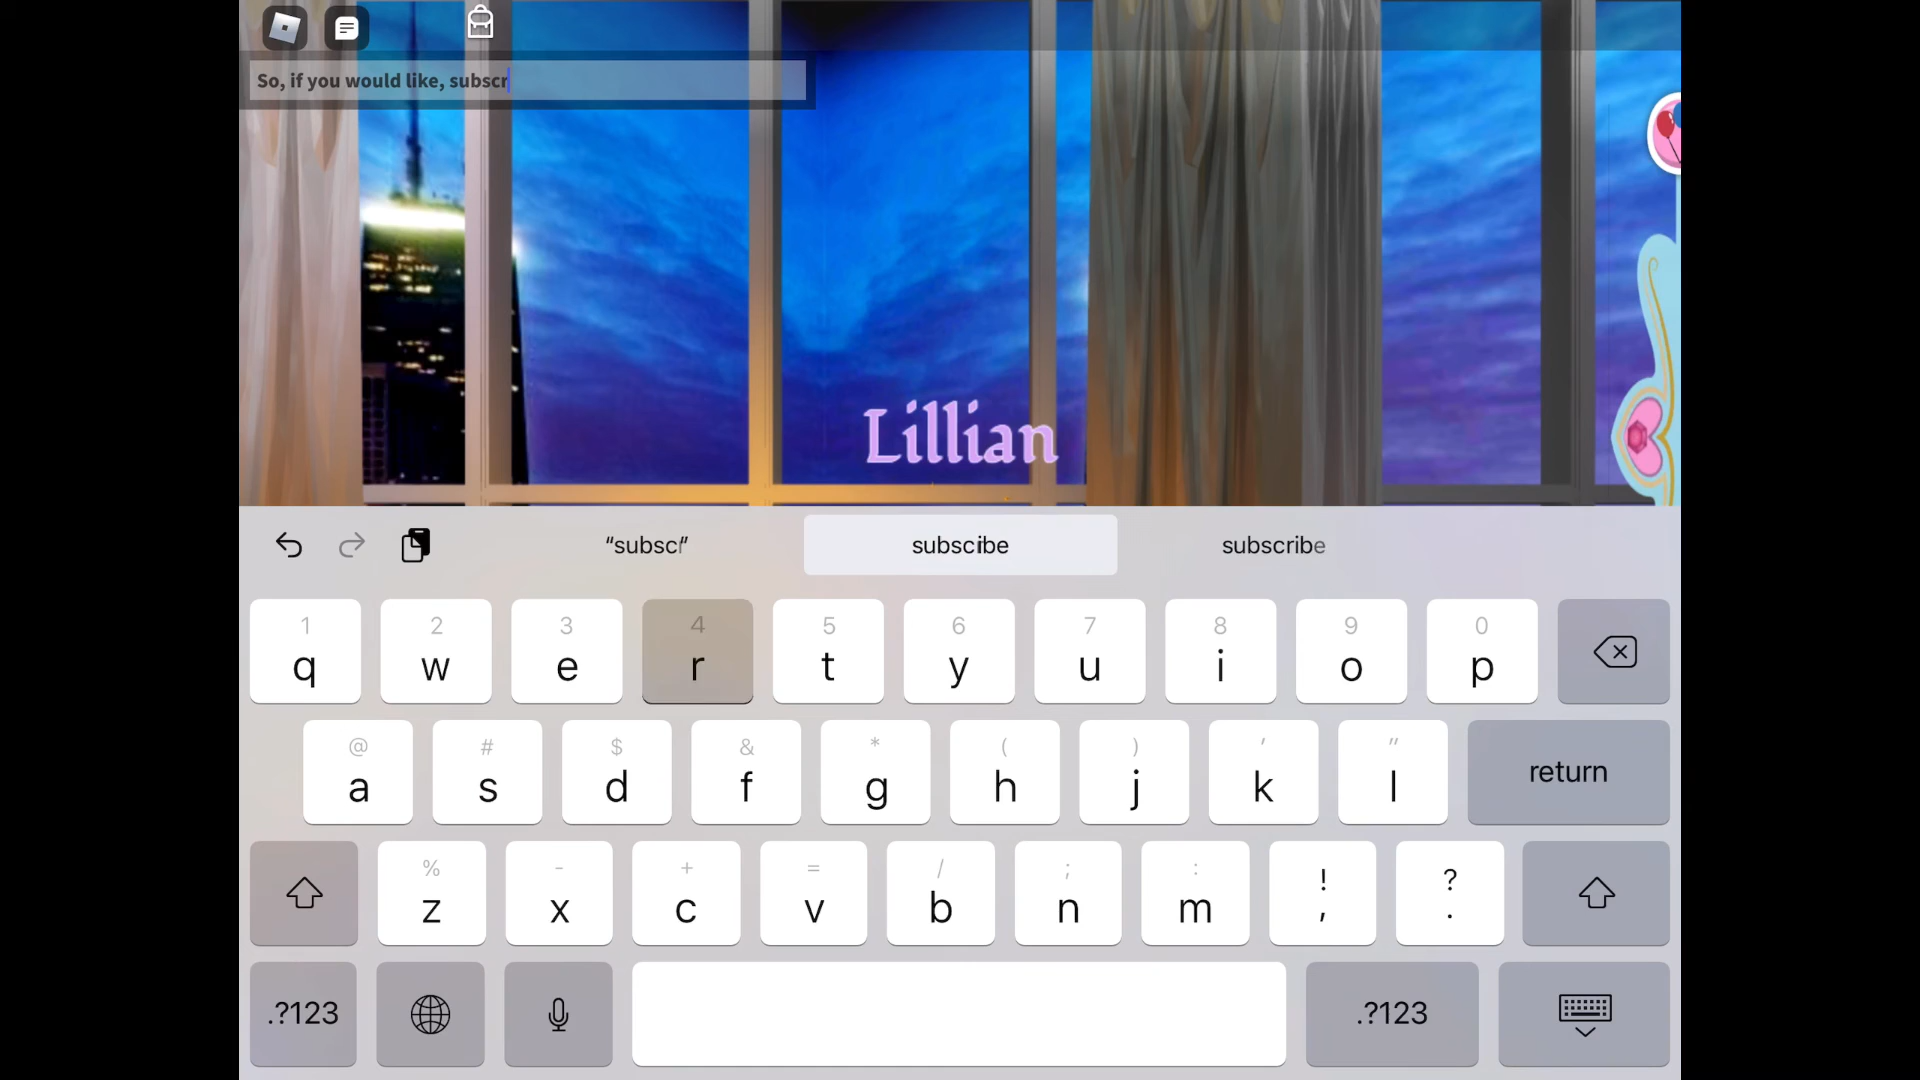 So, if you would like, subscr
Lillian
“subscr” subscibe subscribe
1 2 3 4 5 6 7 8 9 0
q w e r t y u i o p
@ # $ & * ( ) ' "
a s d f g h j k l return
% - + = / ; : ! ?
z x c v b n m , .
.?123 .?123